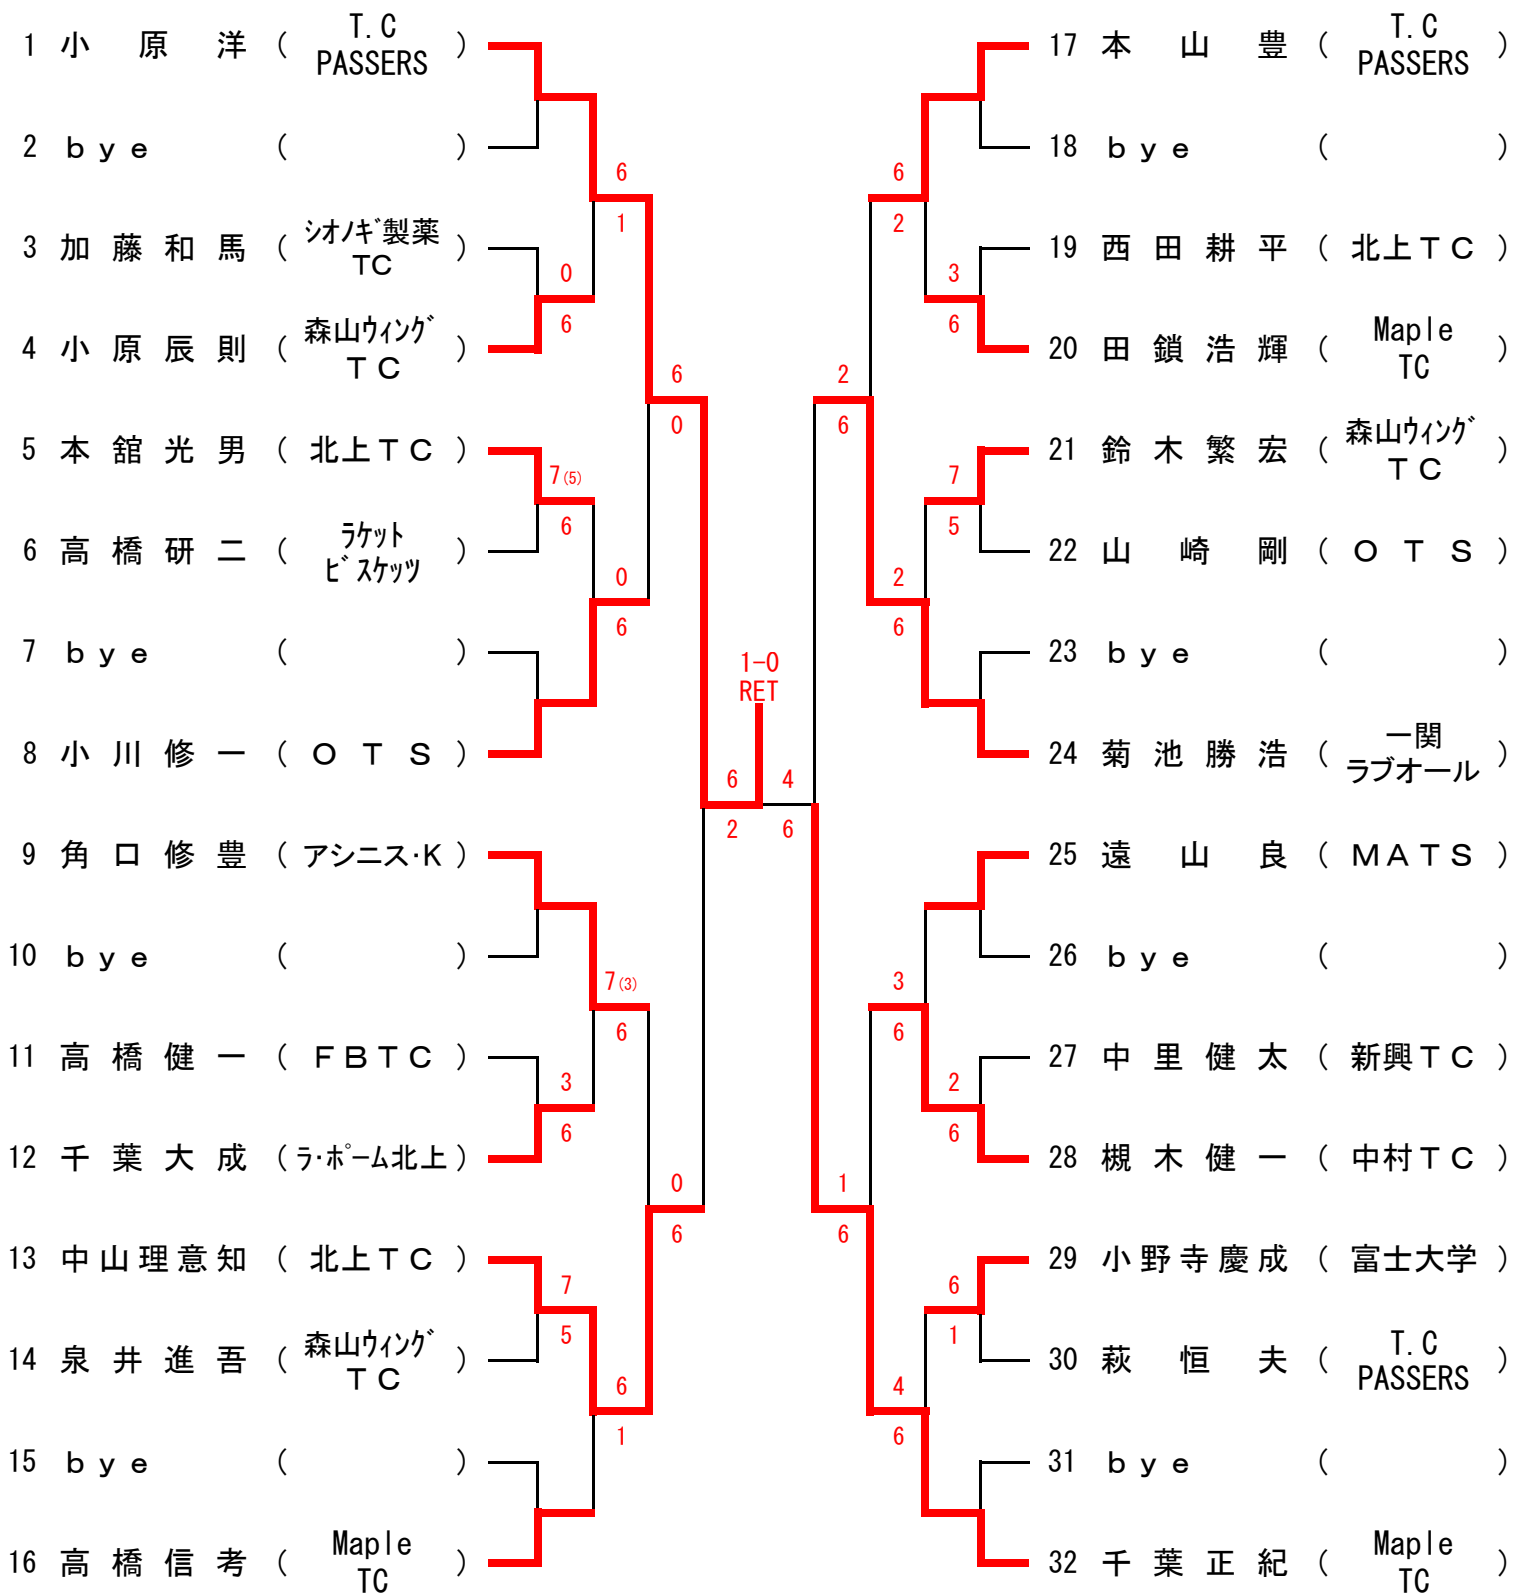 1 小原洋 ( T.C PASSERS )
2 bye ( )
3 加藤和馬 ( シオノギ製薬 TC )
4 小原辰則 ( 森山ウィング TC )
5 本舘光男 ( 北上TC )
6 高橋研二 ( ラケット ビスケッツ )
7 bye ( )
8 小川修一 ( OTS )
9 角口修豊 ( アシニス・K )
10 bye ( )
11 高橋健一 ( FBTC )
12 千葉大成 ( ラ・ポーム北上 )
13 中山理意知 ( 北上TC )
14 泉井進吾 ( 森山ウィング TC )
15 bye ( )
16 高橋信考 ( Maple TC )
0
6
7(5)
6
3
6
7
5
6
1
0
6
7(3)
6
6
1
6
0
0
6
6
2
1-0
RET
4
6
2
6
1
6
6
2
2
6
3
6
4
6
3
6
7
5
2
6
6
1
17 本山豊 ( T.C PASSERS )
18 bye ( )
19 西田耕平 ( 北上TC )
20 田鎖浩輝 ( Maple TC )
21 鈴木繁宏 ( 森山ウィング TC )
22 山崎剛 ( OTS )
23 bye ( )
24 菊池勝浩 ( 一関 ラブオール )
25 遠山良 ( MATS )
26 bye ( )
27 中里健太 ( 新興TC )
28 槻木健一 ( 中村TC )
29 小野寺慶成 ( 富士大学 )
30 萩恒夫 ( T.C PASSERS )
31 bye ( )
32 千葉正紀 ( Maple TC )